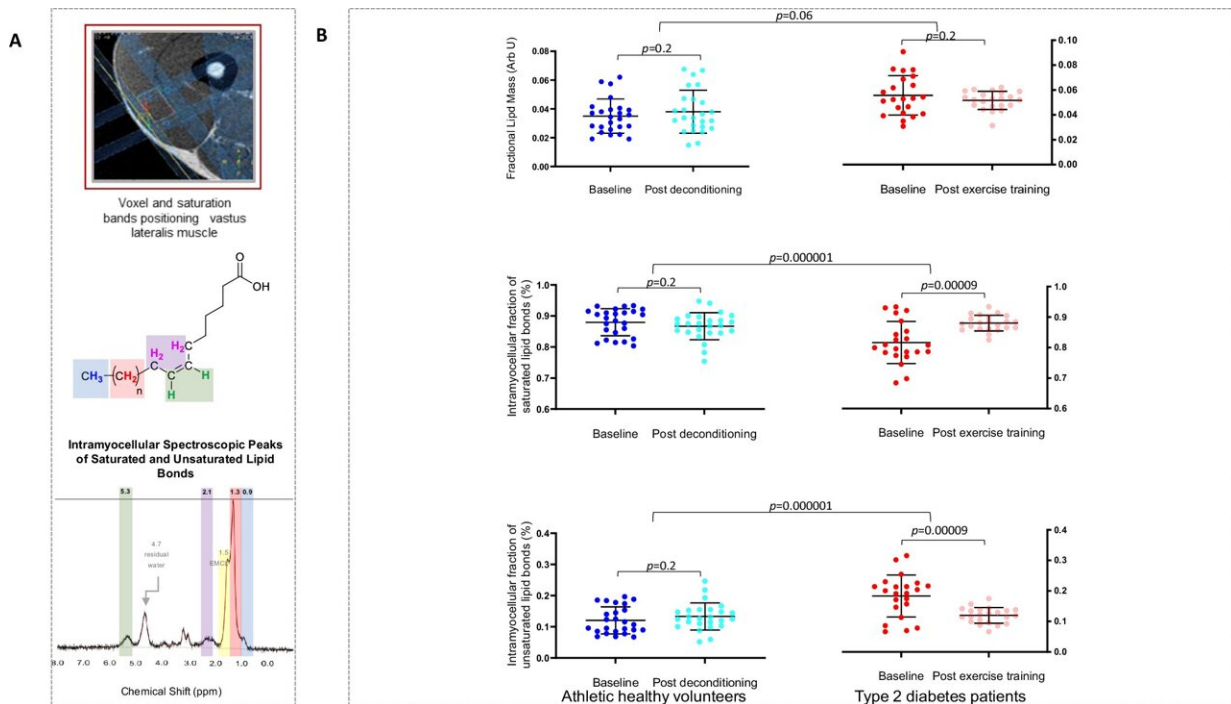 A
Voxel and saturation
bands positioning vastus
lateralis muscle
O
OH
H2
H2
CH3
(CH2)
n
H
H
Intramyocellular Spectroscopic Peaks
of Saturated and Unsaturated Lipid
Bonds
5.3
2.1
1.3
0.9
4.7
residual
water
1.5
EMCL
8.0 7.0 6.0 5.0 4.0 3.0 2.0 1.0 0.0
Chemical Shift (ppm)
B
p=0.06
p=0.2
p=0.2
Fractional Lipd Mass (Arb U)
0.08
0.06
0.04
0.02
0.00
Baseline Post deconditioning
0.10
0.08
0.06
0.04
0.02
0.00
Baseline Post exercise training
p=0.000001
p=0.2
p=0.00009
Intramyocellular fraction of
saturated lipid bonds (%)
1.0
0.9
0.8
0.7
0.6
Baseline Post deconditioning
1.0
0.9
0.8
0.7
0.6
Baseline Post exercise training
p=0.000001
p=0.2
p=0.00009
Intramyocellular fraction of
unsaturated lipid bonds (%)
0.4
0.3
0.2
0.1
0.0
Baseline Post deconditioning
0.4
0.3
0.2
0.1
0.0
Baseline Post exercise training
Athletic healthy volunteers
Type 2 diabetes patients